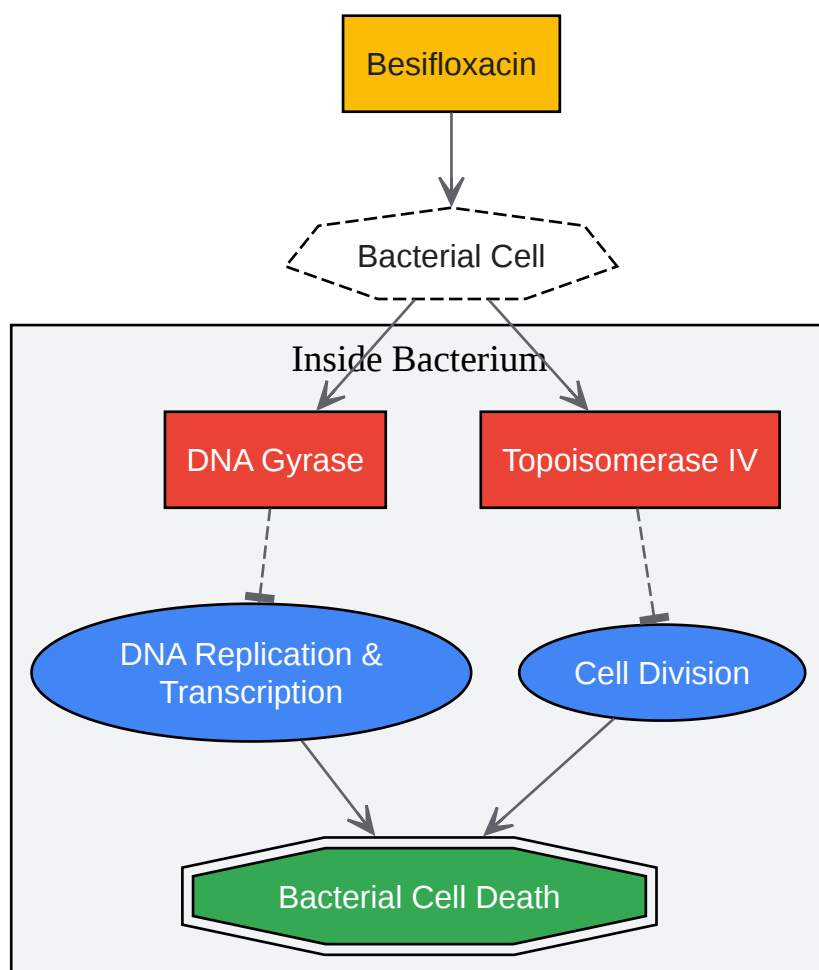 Besifloxacin
Bacterial Cell
Inside Bacterium
DNA Gyrase
Topoisomerase IV
DNA Replication &
Transcription
Cell Division
Bacterial Cell Death